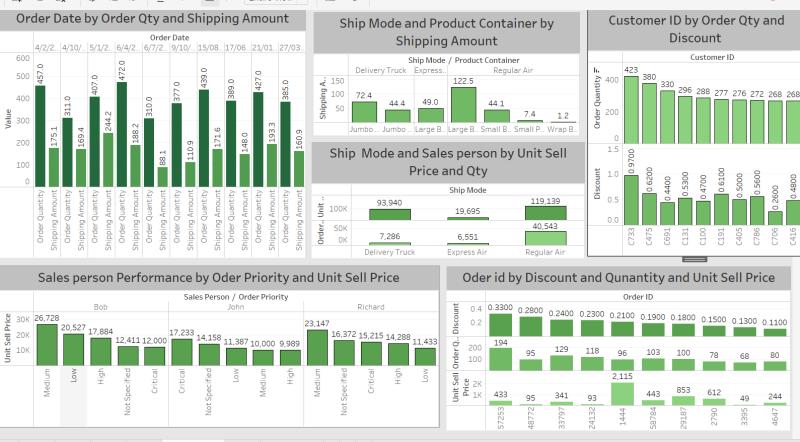 Order Date by Order Qty and Shipping Amount
Order Date
4/2/2.. 4/10/.. 5/1/2.. 6/4/2.. 6/7/2.. 9/10/.. 15/08.. 17/06. 21/01. 27/03
600
500
400
300
200
100
0
Value
457.0 175.1 311.0 169.4 407.0 244.2 472.0 188.2 310.0 88.1 377.0 110.9 439.0 171.6 389.0 148.0 427.0 193.3 385.0 160.9
Order Quantity Shipping Amount Order Quantity Shipping Amount Order Quantity Shipping Amount Order Quantity Shipping Amount Order Quantity Shipping Amount Order Quantity Shipping Amount Order Quantity Shipping Amount Order Quantity Shipping Amount Order Quantity Shipping Amount Order Quantity Shipping Amount
Ship Mode and Product Container by
Shipping Amount
Ship Mode / Product Container
Delivery Truck Express.. Regular Air
Shipping A..
150
100
50
72.4 44.4 49.0 122.5 44.1 7.4 1.2
Jumbo .. Jumbo .. Large B.. Large B.. Small B.. Small P.. Wrap B..
Ship Mode and Sales person by Unit Sell
Price and Qty
Ship Mode
Unit ..
100K
93,940 19,695 119,139
Order..
50K
0K
7,286 6,551 40,543
Delivery Truck Express Air Regular Air
Customer ID by Order Qty and
Discount
Customer ID
Order Quantity
400
200
0
423 380 330 296 288 277 276 272 268 268
Discount
1.5
1.0
0.5
0.0
0.9700 0.6200 0.4400 0.5300 0.4700 0.6100 0.5000 0.5600 0.2600 0.4800
C733 C475 C691 C131 C100 C191 C405 C786 C706 C416
Sales person Performance by Oder Priority and Unit Sell Price
Sales Person / Order Priority
Bob John Richard
Unit Sell Price
30K
20K
10K
26,728 20,527 17,884 12,411 12,000 17,233 14,158 11,387 10,000 9,989 23,147 16,372 15,215 14,288 11,433
Medium Low High Not Specified Critical Critical Not Specified Low Medium High Medium Not Specified Critical High Low
Oder id by Discount and Qunantity and Unit Sell Price
Order ID
Discount
0.4
0.2
0.3300 0.2800 0.2400 0.2300 0.2100 0.1900 0.1800 0.1500 0.1300 0.1100
Order Q..
200
100
194 95 129 118 96 103 100 78 68 80
Unit Sell
Price
2K
1K
433 95 341 93 2,115 443 853 612 49 244
57253 48772 33797 24132 1444 58784 29187 2790 3395 4647